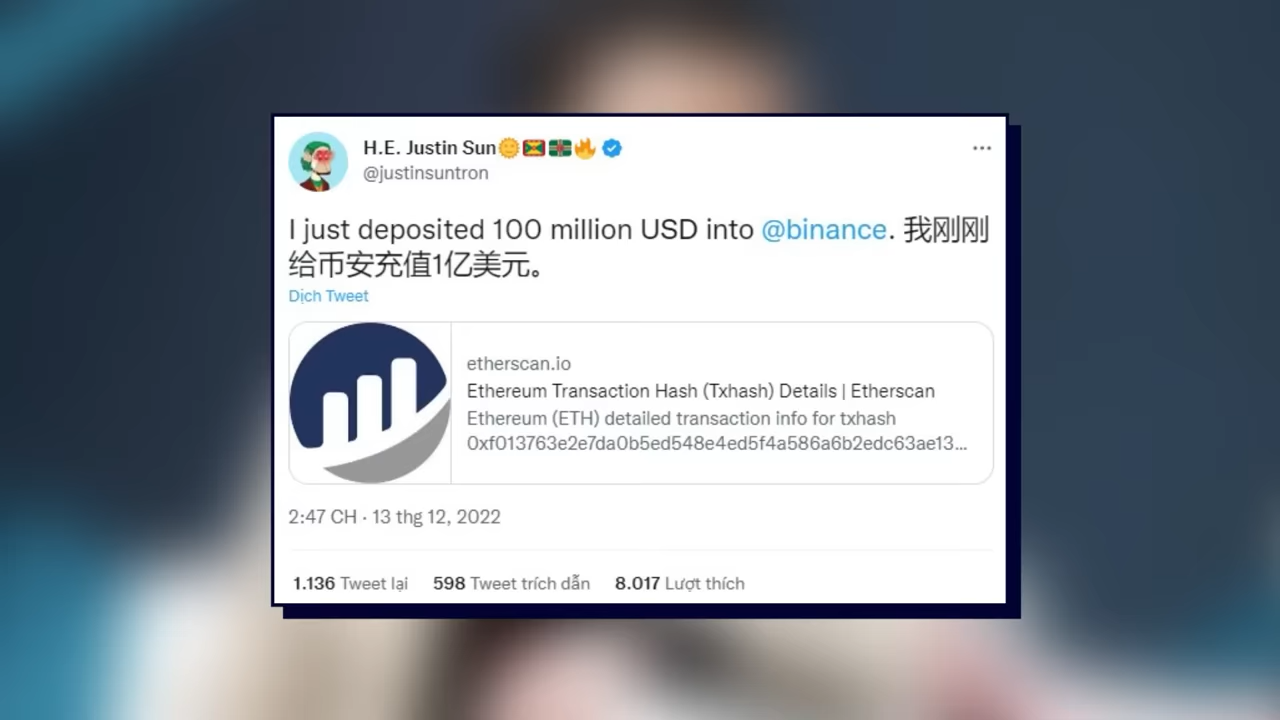 H.E. Justin Sun🌞🇬🇩🇩🇲🔥
@justinsuntron
I just deposited 100 million USD into @binance. 我刚刚
给币安充值1亿美元。
Dịch Tweet
etherscan.io
Ethereum Transaction Hash (Txhash) Details | Etherscan
Ethereum (ETH) detailed transaction info for txhash
0xf013763e2e7da0b5ed548e4ed5f4a586a6b2edc63ae13...
2:47 CH · 13 thg 12, 2022
1.136 Tweet lại 598 Tweet trích dẫn 8.017 Lượt thích